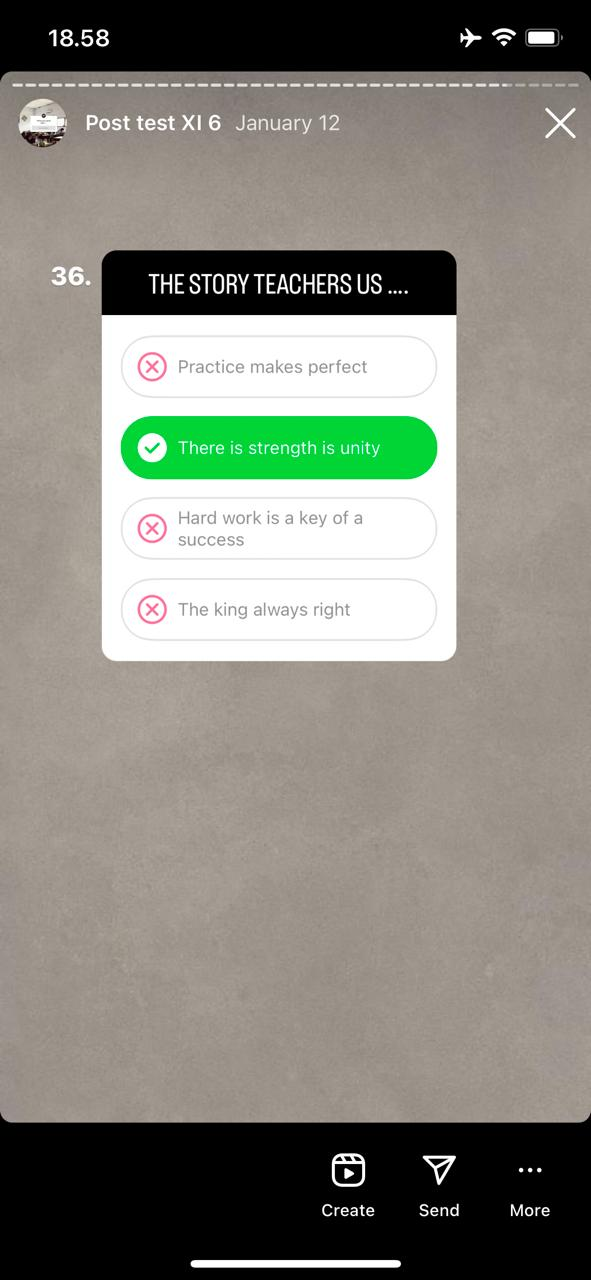 18.58
Post test XI 6 January 12
36.
THE STORY TEACHERS US ....
Practice makes perfect
There is strength is unity
Hard work is a key of a
success
The king always right
Create Send More